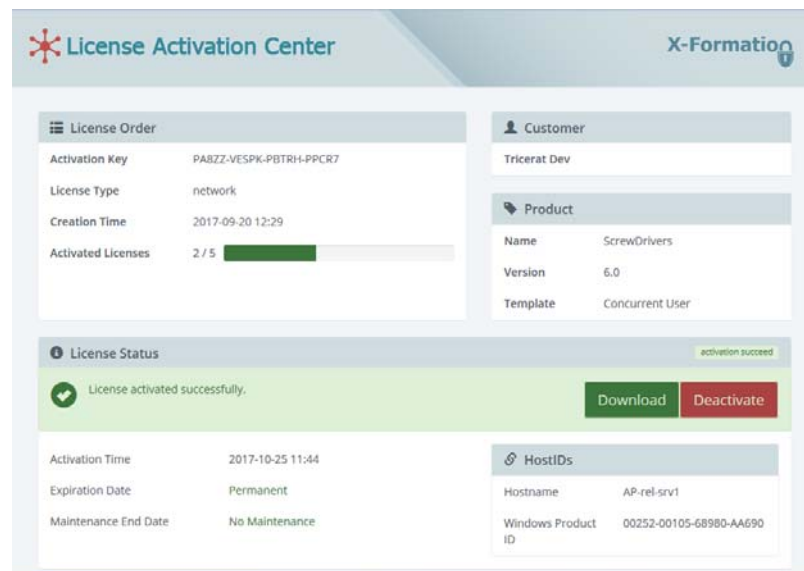 License Activation Center
X-Formation
License Order
Activation Key PA8ZZ-VESPK-PBTRH-PPCR7
License Type network
Creation Time 2017-09-20 12:29
Activated Licenses 2 / 5
Customer
Tricerat Dev
Product
Name ScrewDrivers
Version 6.0
Template Concurrent User
License Status
activation succeed
License activated successfully.
Download
Deactivate
Activation Time 2017-10-25 11:44
Expiration Date Permanent
Maintenance End Date No Maintenance
HostIDs
Hostname AP-rel-srv1
Windows Product 00252-00105-68980-AA690
ID